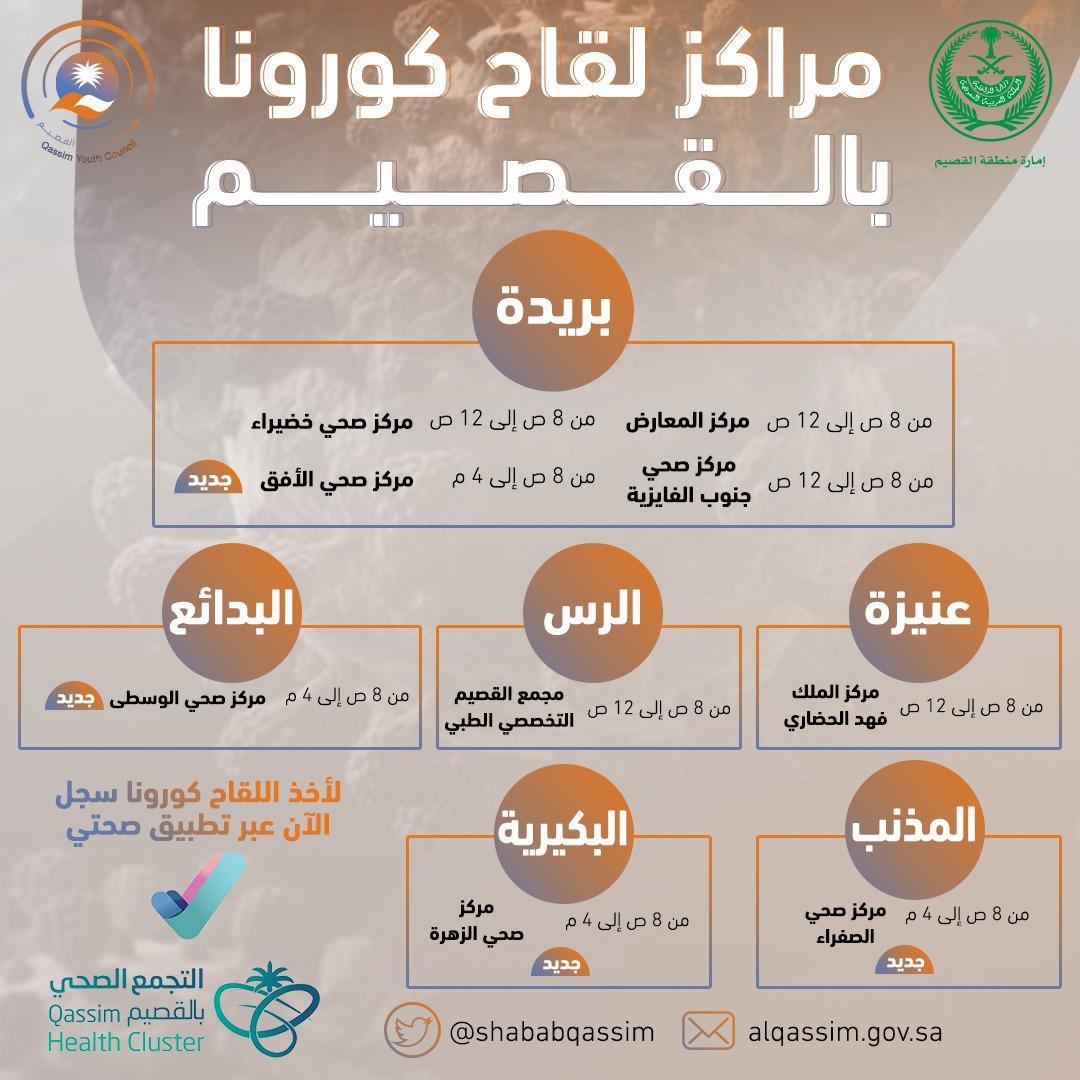 مراكز لقاح كورونا
بالقصيم
إمارة منطقة القصيم
القصيم
Qassim Youth Council
بريدة
مركز المعارض من 8 ص إلى 12 ص
مركز صحي خضيراء من 8 ص إلى 12 ص
مركز صحي
جنوب الفايزية من 8 ص إلى 12 ص
مركز صحي الأفق من 8 ص إلى 4 م
جديد
عنيزة
مركز الملك
فهد الحضاري من 8 ص إلى 12 ص
الرس
مجمع القصيم
التخصصي الطبي من 8 ص إلى 12 ص
البدائع
مركز صحي الوسطى من 8 ص إلى 4 م
جديد
المذنب
مركز صحي
الصفراء من 8 ص إلى 4 م
جديد
البكيرية
مركز
صحي الزهرة من 8 ص إلى 4 م
جديد
لأخذ اللقاح كورونا سجل
الآن عبر تطبيق صحتي
التجمع الصحي
بالقصيم Qassim
Health Cluster
@shababqassim
alqassim.gov.sa